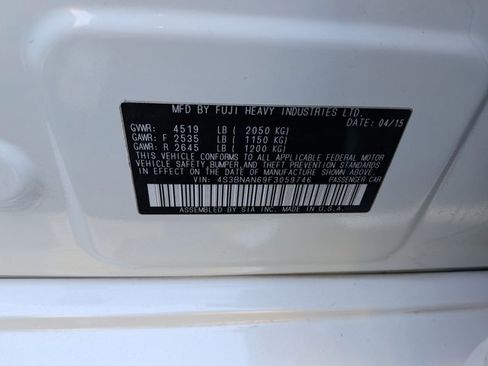 MFD BY FUJI HEAVY INDUSTRIES LTD.
DATE: 04/15
GVWR: 4519 LB ( 2050 KG)
GAWR: F 2535 LB ( 1150 KG)
GAWR: R 2645 LB ( 1200 KG)
THIS VEHICLE CONFORMS TO ALL APPLICABLE FEDERAL MOTOR
VEHICLE SAFETY, BUMPER, AND THEFT PREVENTION STANDARDS
IN EFFECT ON THE DATE OF MANUFACTURE SHOWN ABOVE.
VIN: 4S3BNAN69F3059746 PASSENGER CAR
ASSEMBLED BY SIA INC. MADE IN U.S.A.